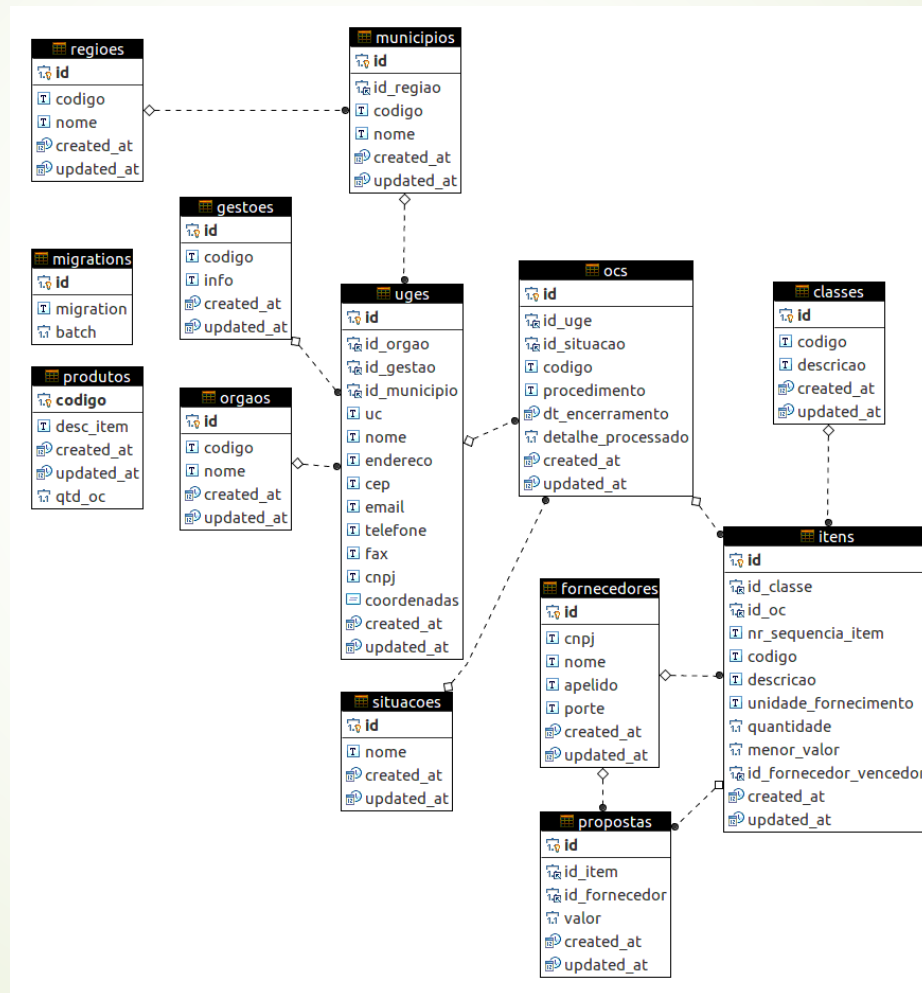 regioes
id
codigo
nome
created_at
updated_at
municipios
id
id_regiao
codigo
nome
created_at
updated_at
gestoes
id
codigo
info
created_at
updated_at
migrations
id
migration
batch
produtos
codigo
desc_item
created_at
updated_at
qtd_oc
orgaos
id
codigo
nome
created_at
updated_at
uges
id
id_orgao
id_gestao
id_municipio
uc
nome
endereco
cep
email
telefone
fax
cnpj
coordenadas
created_at
updated_at
ocs
id
id_uge
id_situacao
codigo
procedimento
dt_encerramento
detalhe_processado
created_at
updated_at
classes
id
codigo
descricao
created_at
updated_at
itens
id
id_classe
id_oc
nr_sequencia_item
codigo
descricao
unidade_fornecimento
quantidade
menor_valor
id_fornecedor_vencedor
created_at
updated_at
fornecedores
id
cnpj
nome
apelido
porte
created_at
updated_at
situacoes
id
nome
created_at
updated_at
propostas
id
id_item
id_fornecedor
valor
created_at
updated_at